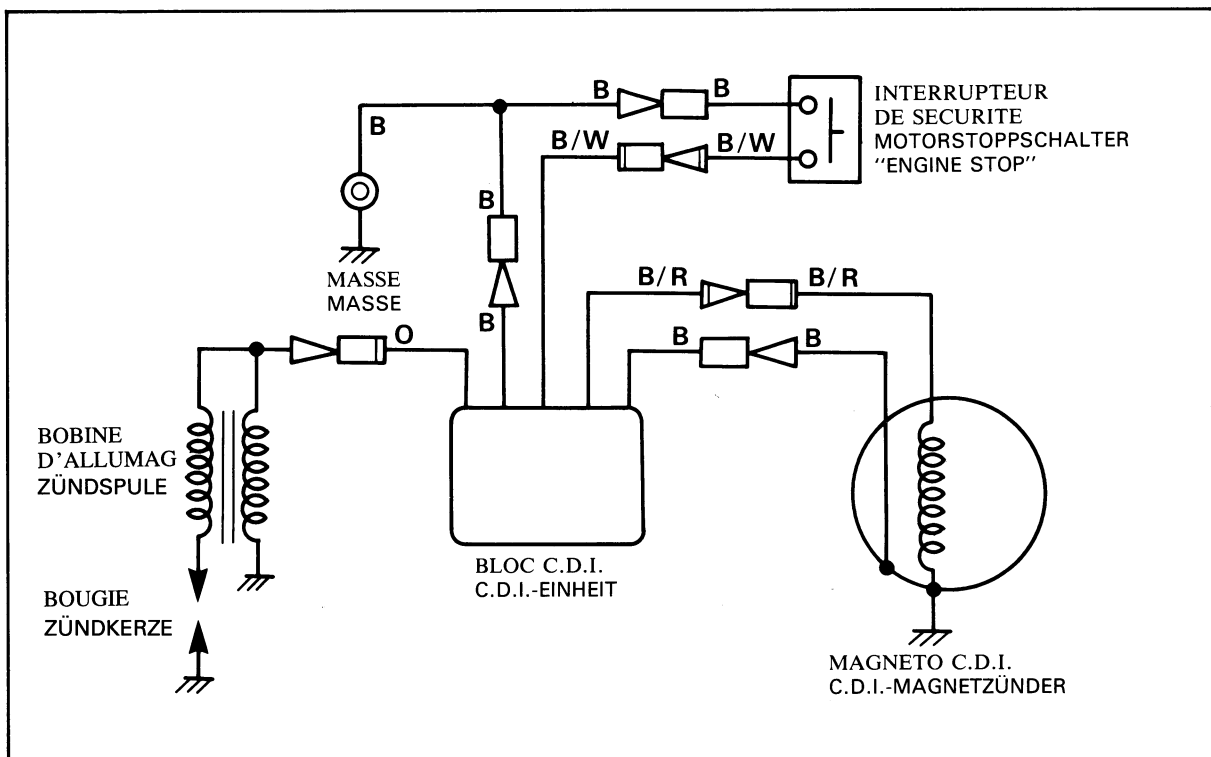 B
B
INTERRUPTEUR
DE SECURITE
MOTORSTOPPSCHALTER
"ENGINE STOP"
B
B/W
B/W
B
MASSE
MASSE
B
B/R
B/R
O
B
B
BOBINE
D'ALLUMAG
ZÜNDSPULE
BLOC C.D.I.
C.D.I.-EINHEIT
BOUGIE
ZÜNDKERZE
MAGNETO C.D.I.
C.D.I.-MAGNETZÜNDER